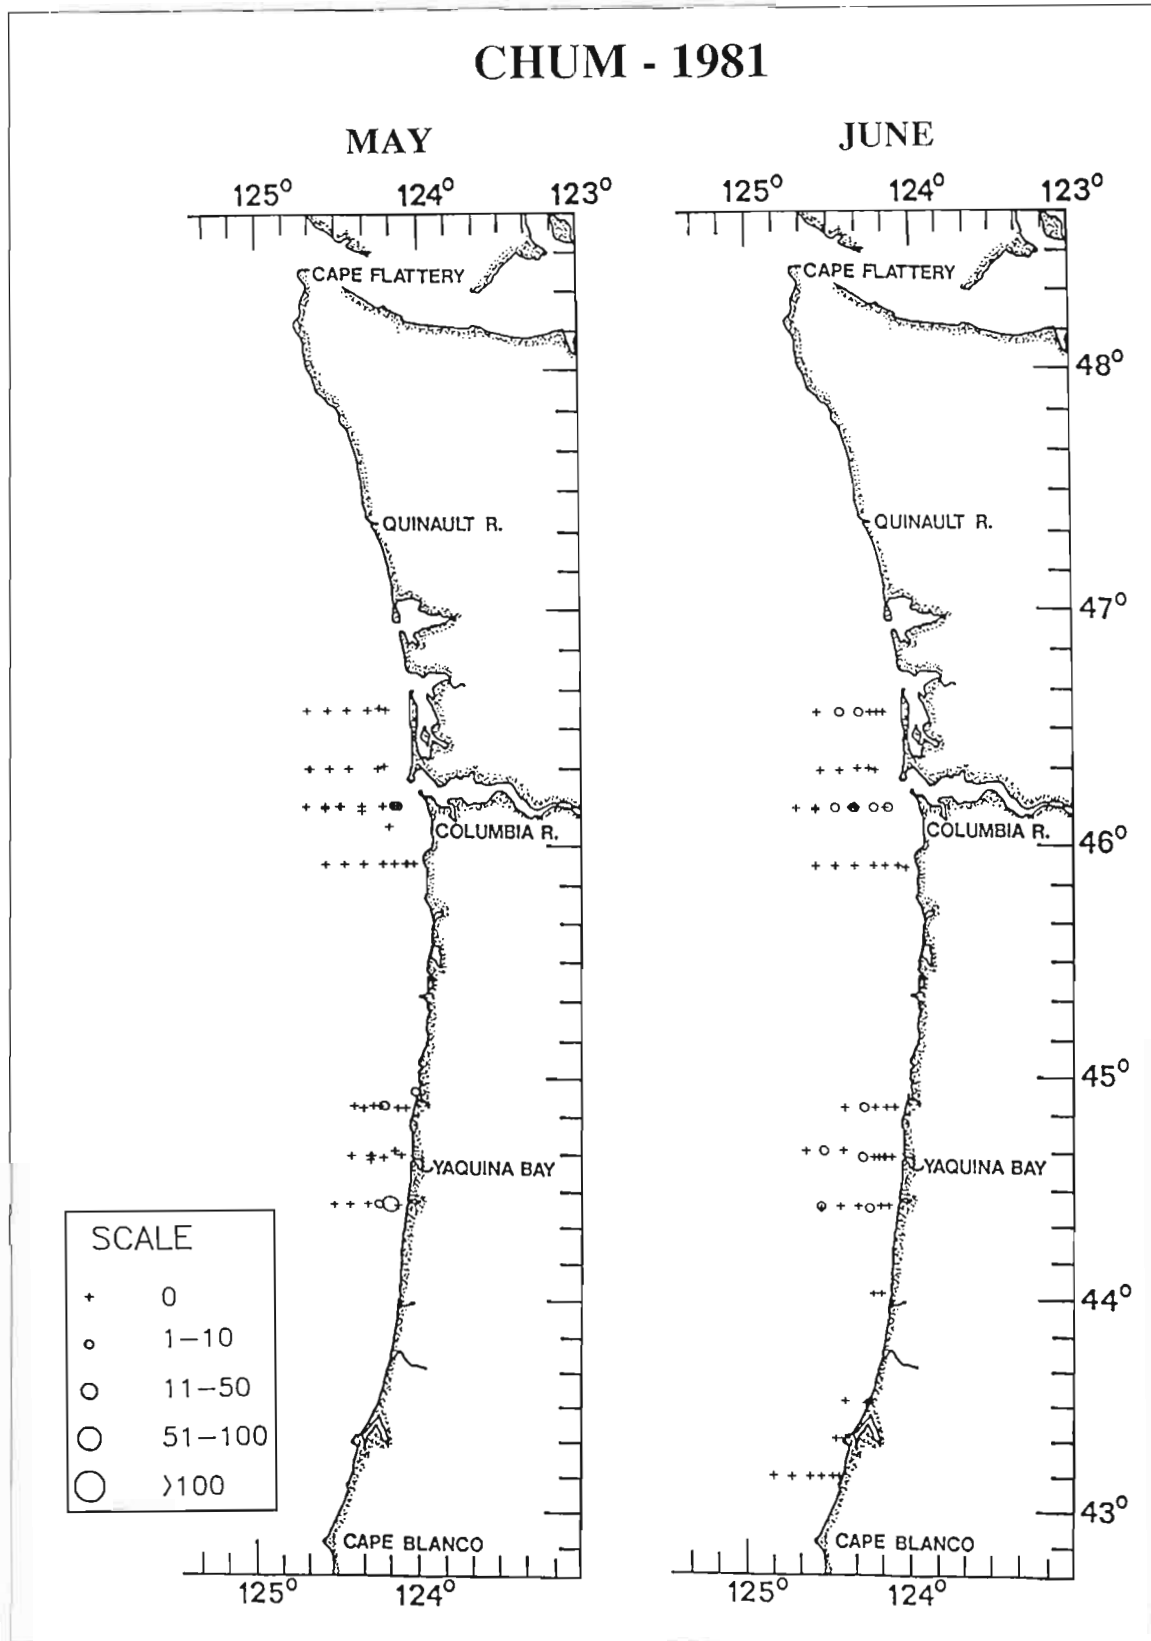 CHUM - 1981
MAY
125° 124° 123°
CAPE FLATTERY
QUINAULT R.
COLUMBIA R.
YAQUINA BAY
CAPE BLANCO
125° 124°
JUNE
125° 124° 123°
CAPE FLATTERY
48°
QUINAULT R.
47°
46°
COLUMBIA R.
45°
YAQUINA BAY
44°
43°
CAPE BLANCO
125° 124°
SCALE
+ 0
1-10
11-50
51-100
>100